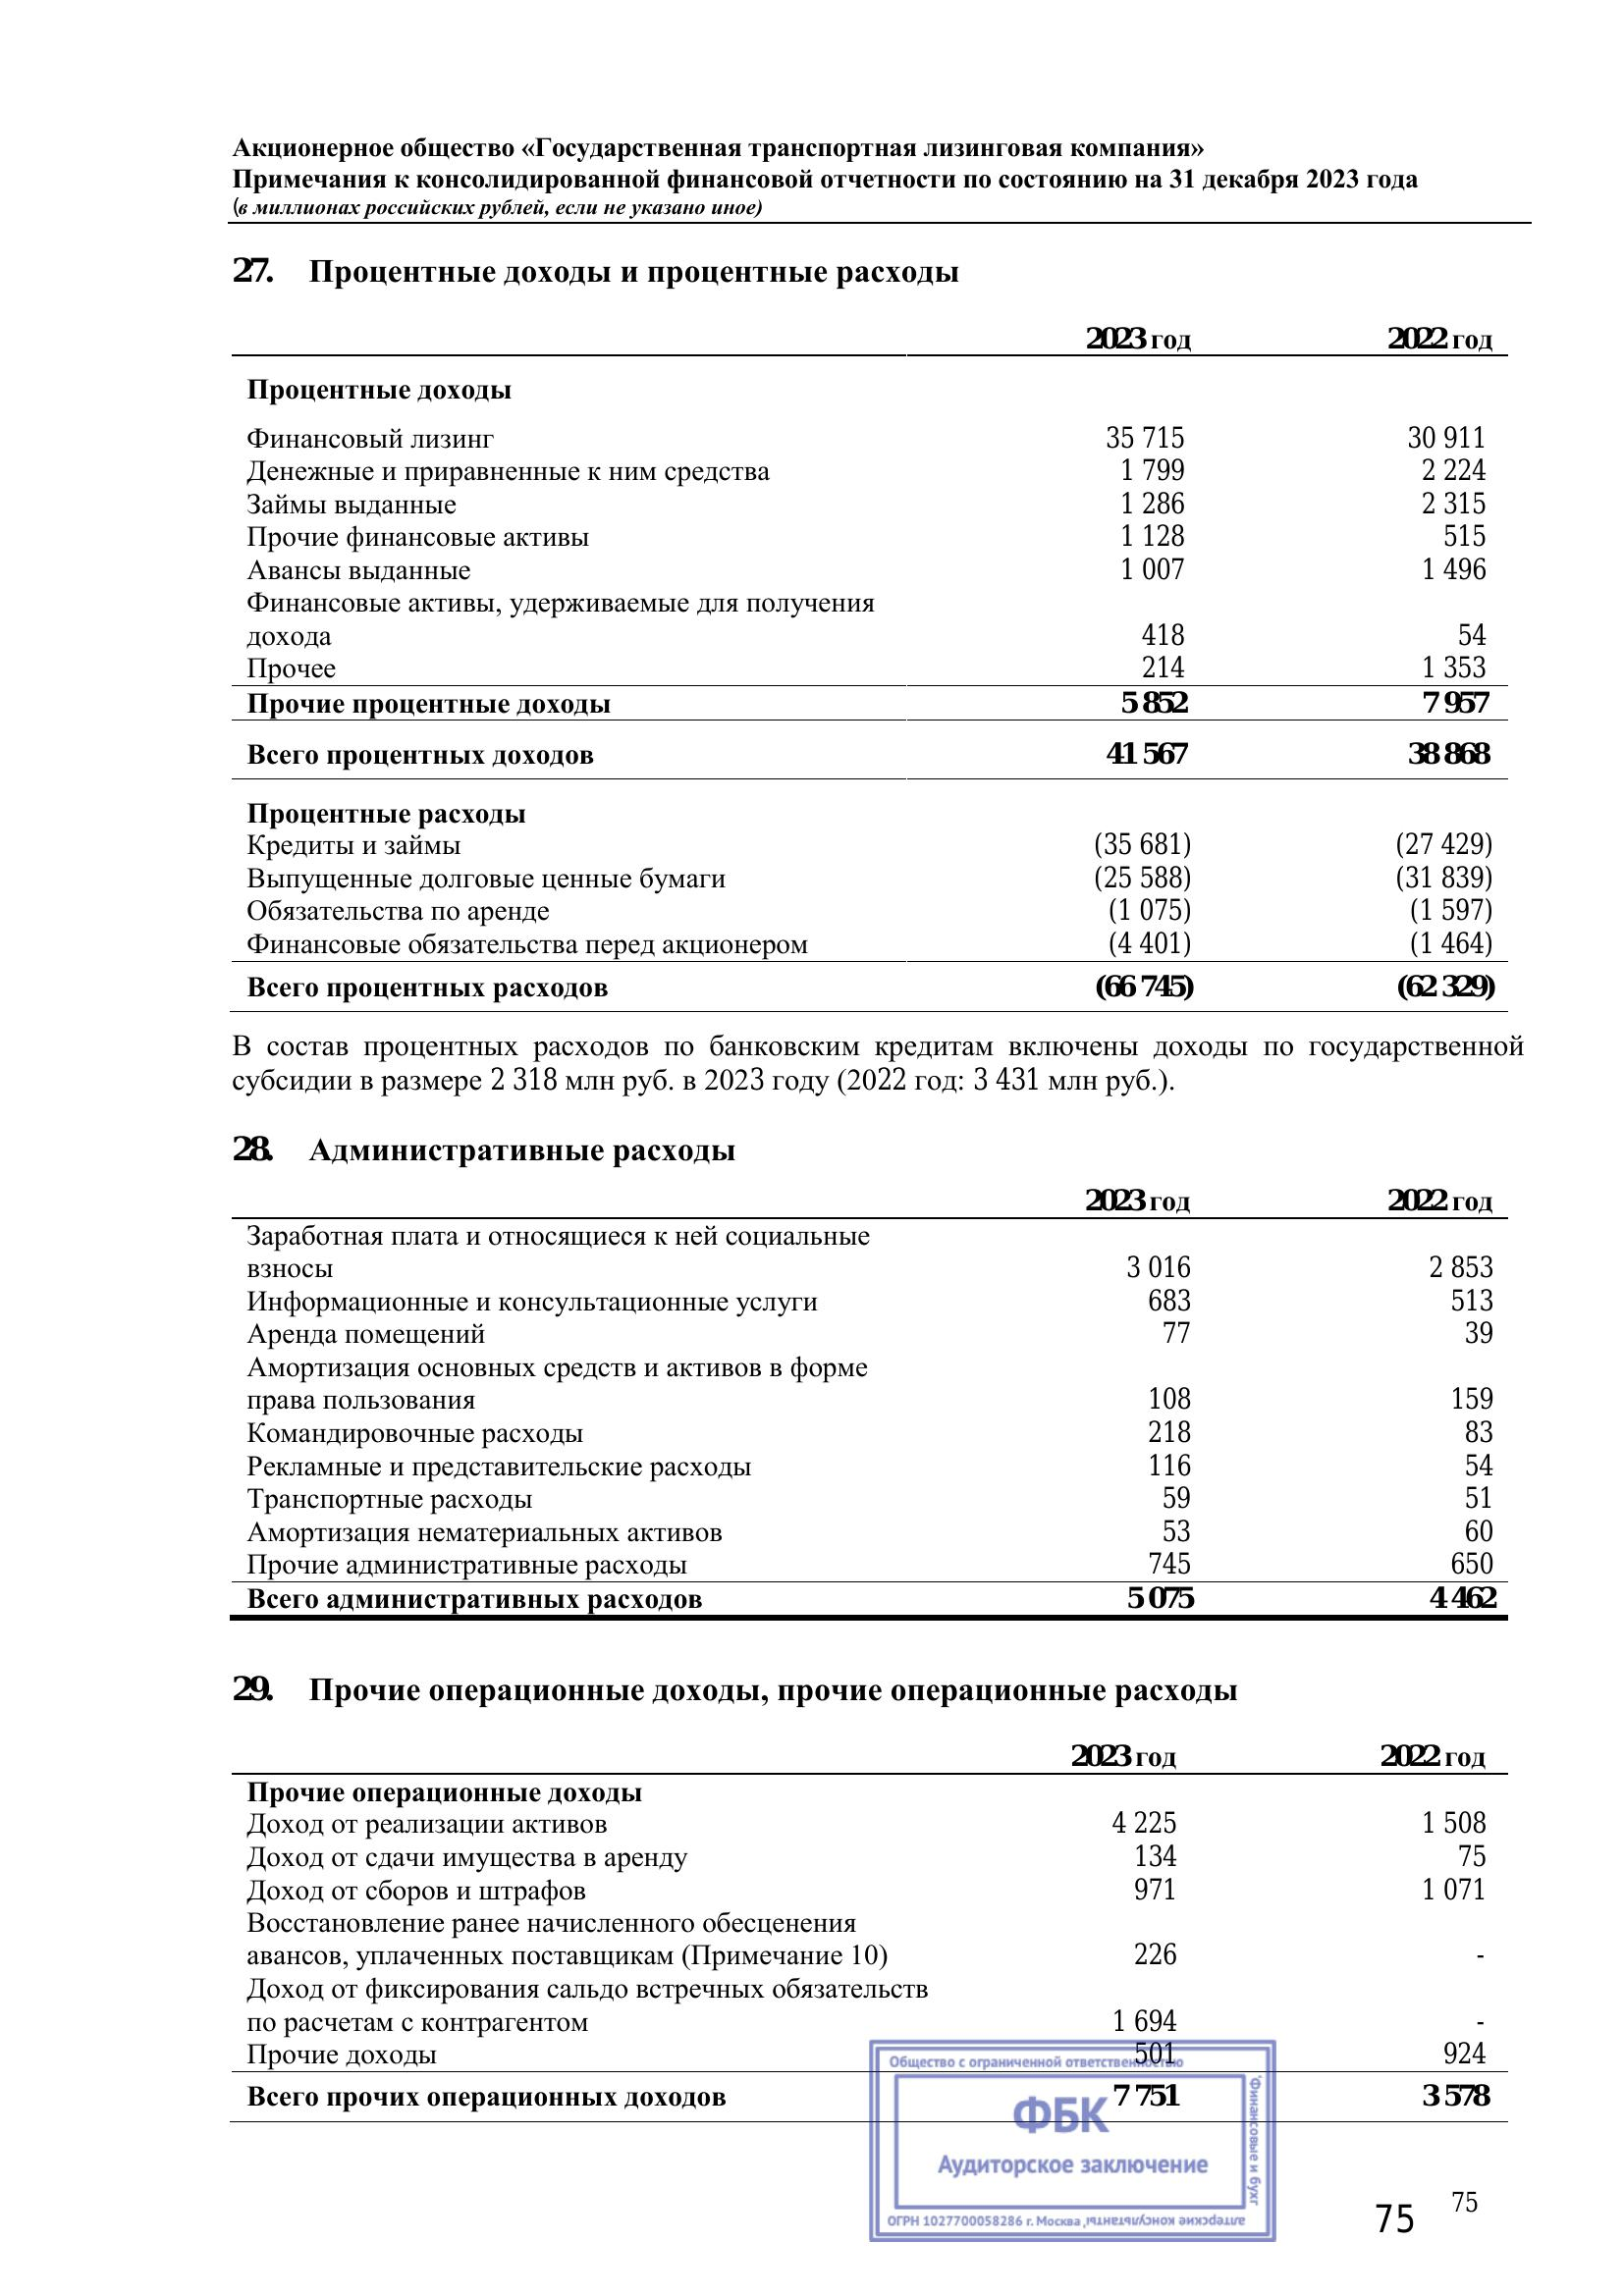 Акционерное общество «Государственная транспортная лизинговая компания»
Примечания к консолидированной финансовой отчетности по состоянию на 31 декабря 2023 года
(в миллионах российских рублей, если не указано иное)
27. Процентные доходы и процентные расходы
2023 год 2022 год
Процентные доходы
Финансовый лизинг 35 715 30 911
Денежные и приравненные к ним средства 1 799 2 224
Займы выданные 1 286 2 315
Прочие финансовые активы 1 128 515
Авансы выданные 1 007 1 496
Финансовые активы, удерживаемые для получения
дохода 418 54
Прочее 214 1 353
Прочие процентные доходы 5 852 7 957
Всего процентных доходов 41 567 38 868
Процентные расходы
Кредиты и займы (35 681) (27 429)
Выпущенные долговые ценные бумаги (25 588) (31 839)
Обязательства по аренде (1 075) (1 597)
Финансовые обязательства перед акционером (4 401) (1 464)
Всего процентных расходов (66 745) (62 329)
В состав процентных расходов по банковским кредитам включены доходы по государственной
субсидии в размере 2 318 млн руб. в 2023 году (2022 год: 3 431 млн руб.).
28. Административные расходы
2023 год 2022 год
Заработная плата и относящиеся к ней социальные
взносы 3 016 2 853
Информационные и консультационные услуги 683 513
Аренда помещений 77 39
Амортизация основных средств и активов в форме
права пользования 108 159
Командировочные расходы 218 83
Рекламные и представительские расходы 116 54
Транспортные расходы 59 51
Амортизация нематериальных активов 53 60
Прочие административные расходы 745 650
Всего административных расходов 5 075 4 462
29. Прочие операционные доходы, прочие операционные расходы
2023 год 2022 год
Прочие операционные доходы
Доход от реализации активов 4 225 1 508
Доход от сдачи имущества в аренду 134 75
Доход от сборов и штрафов 971 1 071
Восстановление ранее начисленного обесценения
авансов, уплаченных поставщикам (Примечание 10) 226 -
Доход от фиксирования сальдо встречных обязательств
по расчетам с контрагентом 1 694 -
Прочие доходы 501 924
Всего прочих операционных доходов 7 751 3 578
Общество с ограниченной ответственностью
"Финансовые и бухг
алтерские консультанты"
ФБК
Аудиторское заключение
ОГРН 1027700058286 г. Москва
75
75